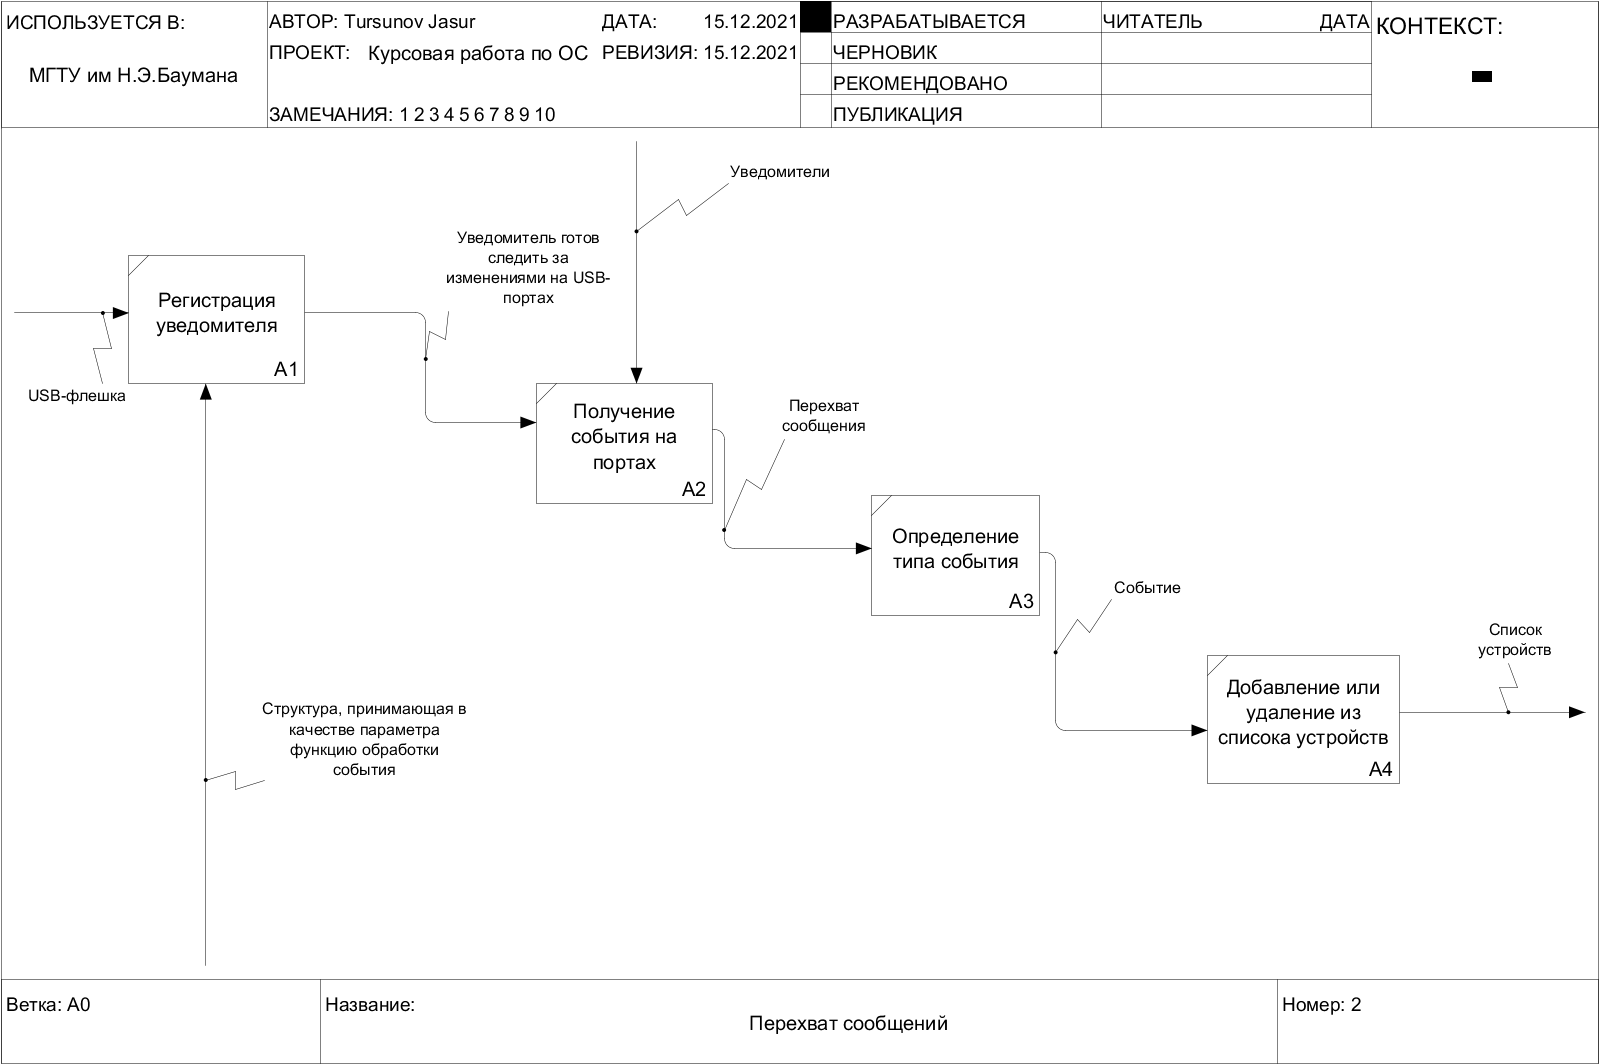 ИСПОЛЬЗУЕТСЯ В:
МГТУ им Н.Э.Баумана
АВТОР: Tursunov Jasur
ДАТА: 15.12.2021
ПРОЕКТ: Курсовая работа по ОС
РЕВИЗИЯ: 15.12.2021
ЗАМЕЧАНИЯ: 1 2 3 4 5 6 7 8 9 10
РАЗРАБАТЫВАЕТСЯ
ЧЕРНОВИК
РЕКОМЕНДОВАНО
ПУБЛИКАЦИЯ
ЧИТАТЕЛЬ ДАТА
КОНТЕКСТ:
Уведомители
Уведомитель готов
следить за
изменениями на USB-
портах
Регистрация
уведомителя
A1
USB-флешка
Получение
события на
портах
A2
Перехват
сообщения
Определение
типа события
A3
Событие
Список
устройств
Добавление или
удаление из
списока устройств
A4
Структура, принимающая в
качестве параметра
функцию обработки
события
Ветка: A0
Название:
Перехват сообщений
Номер: 2